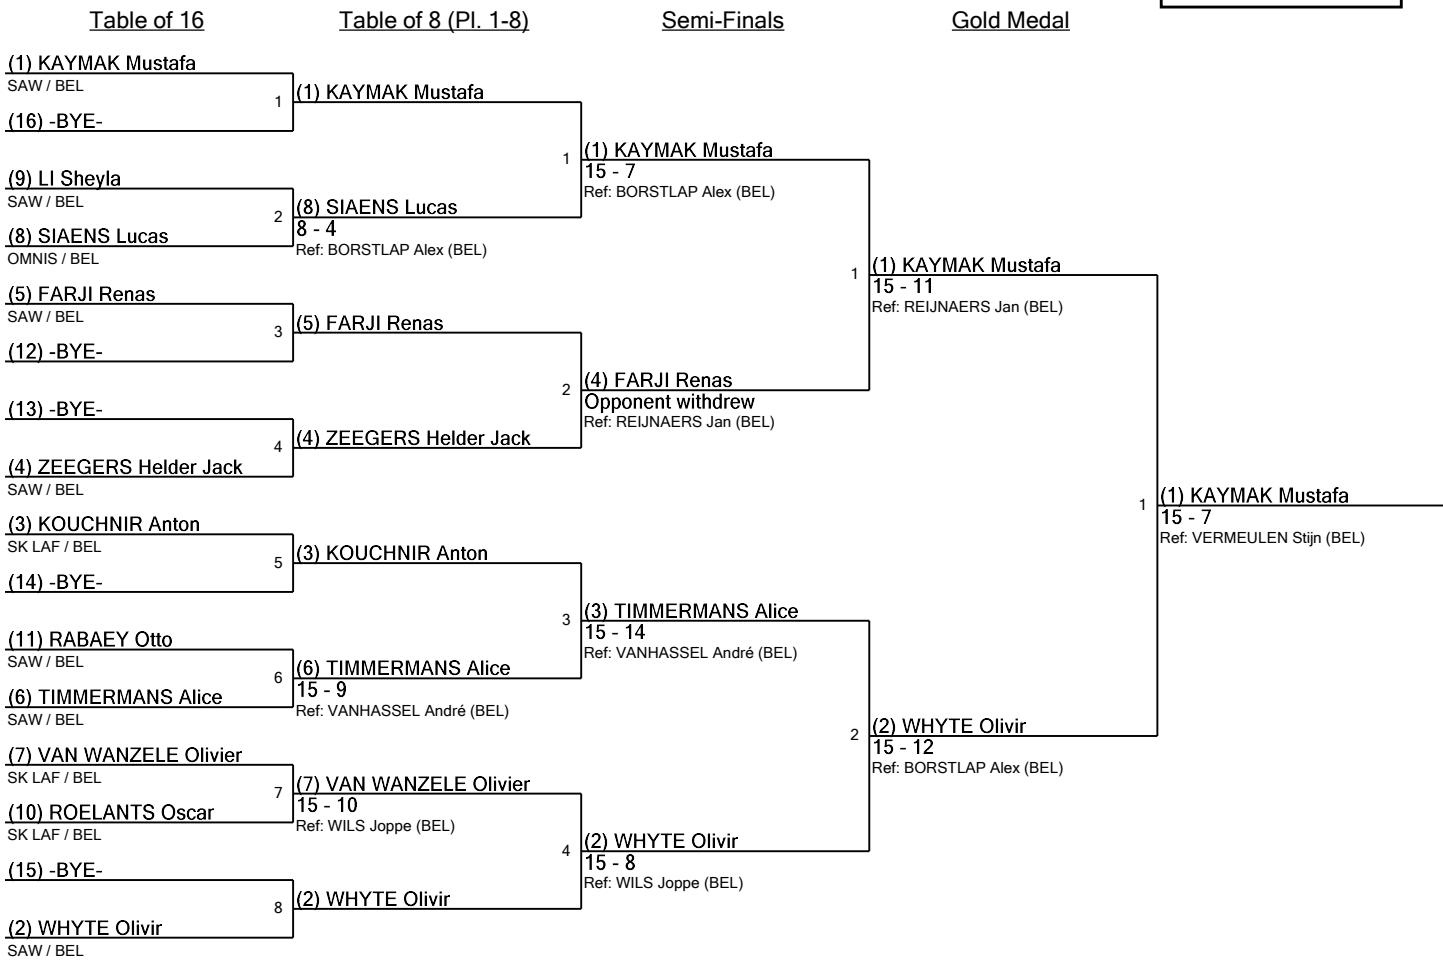 Table of 16
Table of 8 (Pl. 1-8)
Semi-Finals
Gold Medal
(1) KAYMAK Mustafa
SAW / BEL
1
(16) -BYE-
(9) LI Sheyla
SAW / BEL
2
(8) SIAENS Lucas
OMNIS / BEL
(5) FARJI Renas
SAW / BEL
3
(12) -BYE-
(13) -BYE-
4
(4) ZEEGERS Helder Jack
SAW / BEL
(3) KOUCHNIR Anton
SK LAF / BEL
5
(14) -BYE-
(11) RABAEY Otto
SAW / BEL
6
(6) TIMMERMANS Alice
SAW / BEL
(7) VAN WANZELE Olivier
SK LAF / BEL
7
(10) ROELANTS Oscar
SK LAF / BEL
(15) -BYE-
8
(2) WHYTE Olivir
SAW / BEL
(1) KAYMAK Mustafa
1
(8) SIAENS Lucas
8 - 4
Ref: BORSTLAP Alex (BEL)
(5) FARJI Renas
2
(4) ZEEGERS Helder Jack
(3) KOUCHNIR Anton
3
(6) TIMMERMANS Alice
15 - 9
Ref: VANHASSEL André (BEL)
(7) VAN WANZELE Olivier
15 - 10
Ref: WILS Joppe (BEL)
4
(2) WHYTE Olivir
(1) KAYMAK Mustafa
15 - 7
Ref: BORSTLAP Alex (BEL)
1
(4) FARJI Renas
Opponent withdrew
Ref: REIJNAERS Jan (BEL)
(3) TIMMERMANS Alice
15 - 14
Ref: VANHASSEL André (BEL)
2
(2) WHYTE Olivir
15 - 8
Ref: WILS Joppe (BEL)
(1) KAYMAK Mustafa
15 - 11
Ref: REIJNAERS Jan (BEL)
1
(2) WHYTE Olivir
15 - 12
Ref: BORSTLAP Alex (BEL)
(1) KAYMAK Mustafa
15 - 7
Ref: VERMEULEN Stijn (BEL)